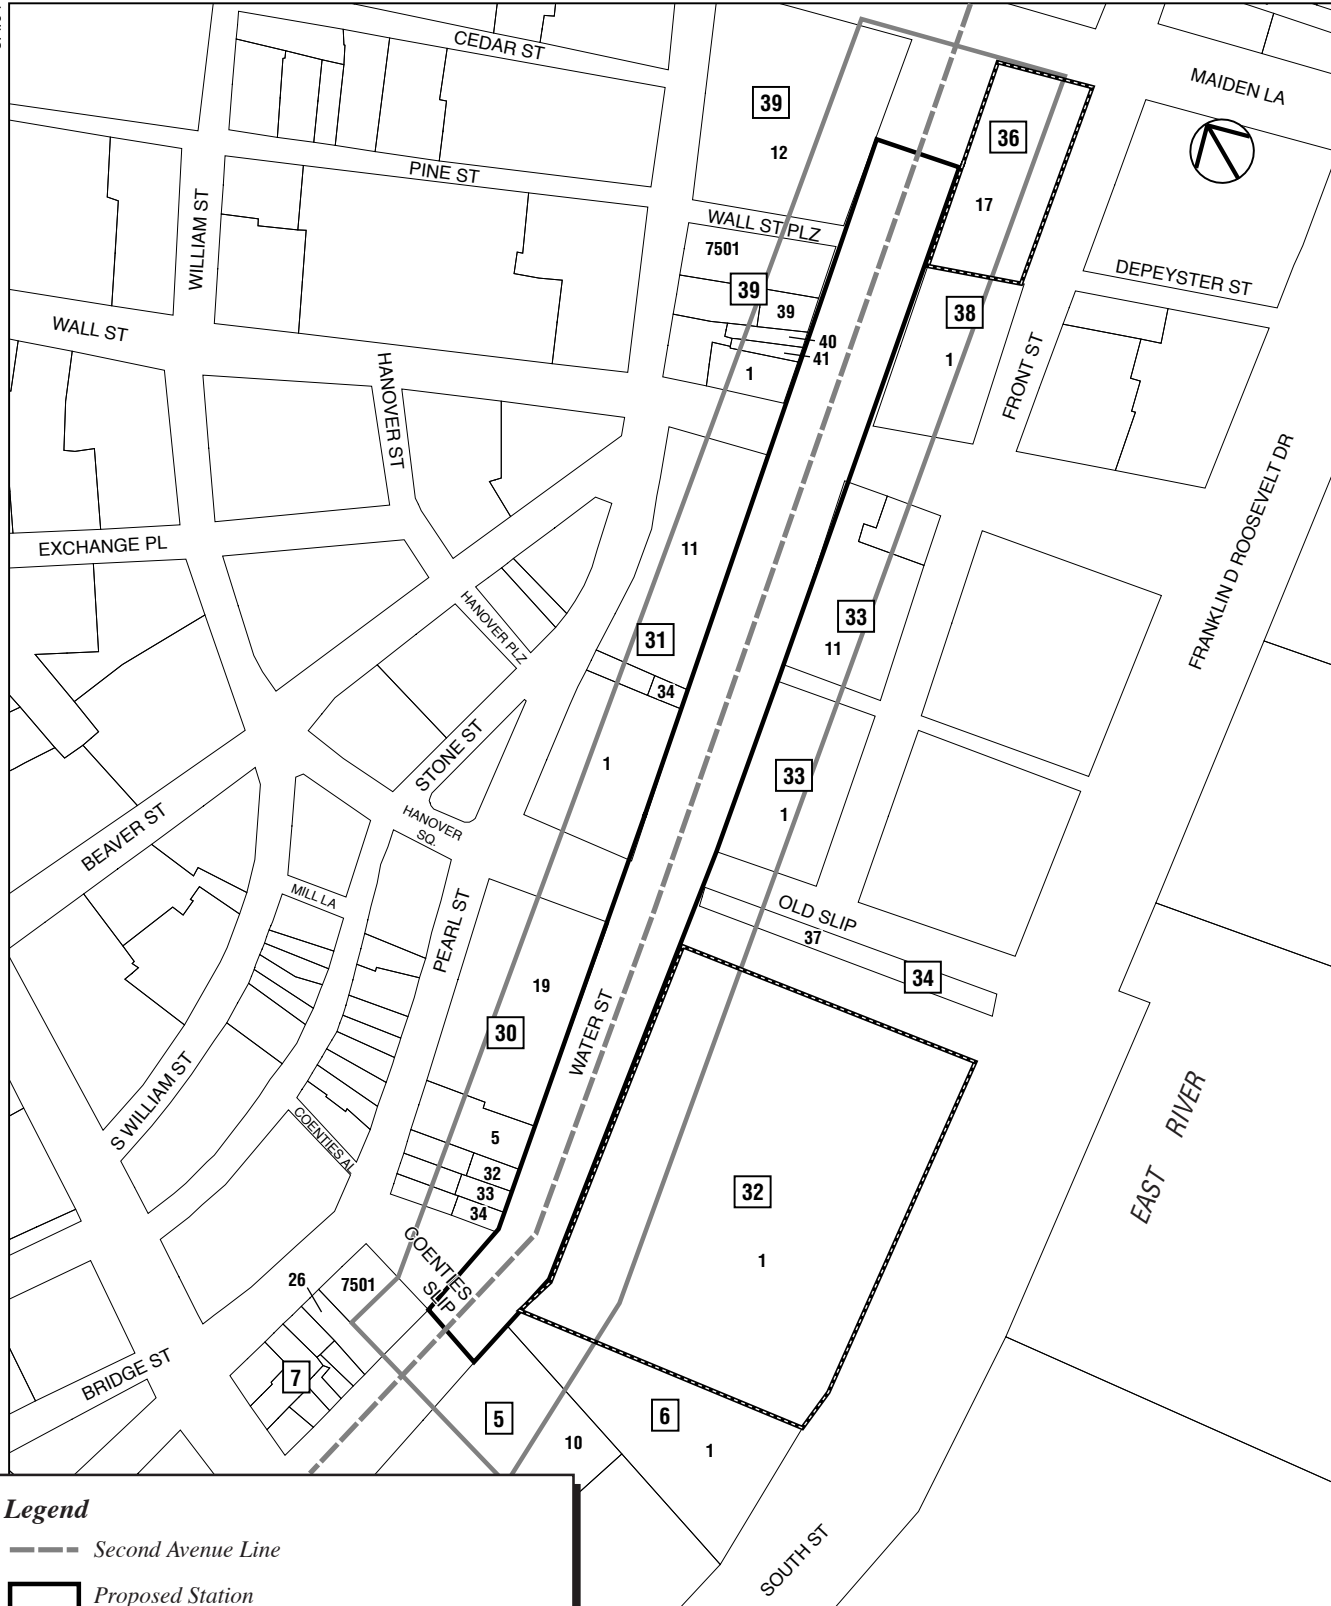 CEDAR ST
MAIDEN LA
39
36
12
PINE ST
WILLIAM ST
17
WALL ST PLZ
7501
DEPEYSTER ST
39
39
38
WALL ST
40
41
1
1
FRONT ST
HANOVER ST
FRANKLIN D ROOSEVELT DR
EXCHANGE PL
11
HANOVER PLZ
33
31
11
34
STONE ST
1
33
1
HANOVER
SQ.
BEAVER ST
MILL LA
OLD SLIP
37
PEARL ST
34
19
30
WATER ST
S WILLIAM ST
EAST RIVER
COENTIES AL
5
32
33
34
32
1
COENTIES
SLIP
26
7501
7
BRIDGE ST
5
6
10
1
SOUTH ST
Legend
Second Avenue Line
Proposed Station